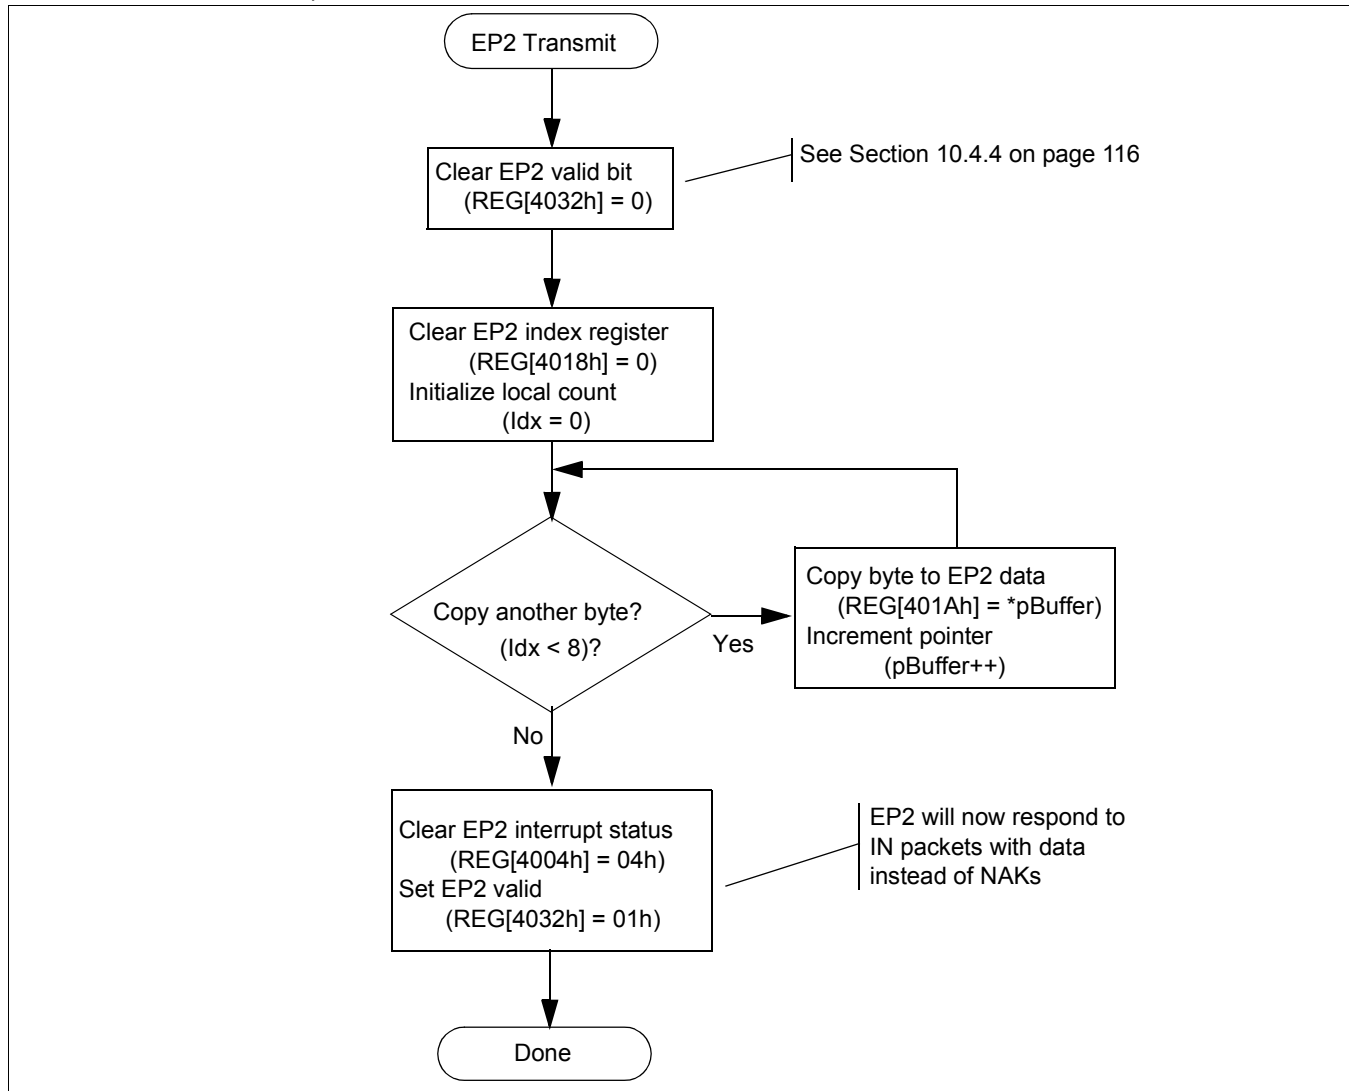 EP2 Transmit
Clear EP2 valid bit
(REG[4032h] = 0)
See Section 10.4.4 on page 116
Clear EP2 index register
(REG[4018h] = 0)
Initialize local count
(Idx = 0)
Copy another byte?
(Idx < 8)?
Yes
Copy byte to EP2 data
(REG[401Ah] = *pBuffer)
Increment pointer
(pBuffer++)
No
Clear EP2 interrupt status
(REG[4004h] = 04h)
Set EP2 valid
(REG[4032h] = 01h)
EP2 will now respond to
IN packets with data
instead of NAKs
Done